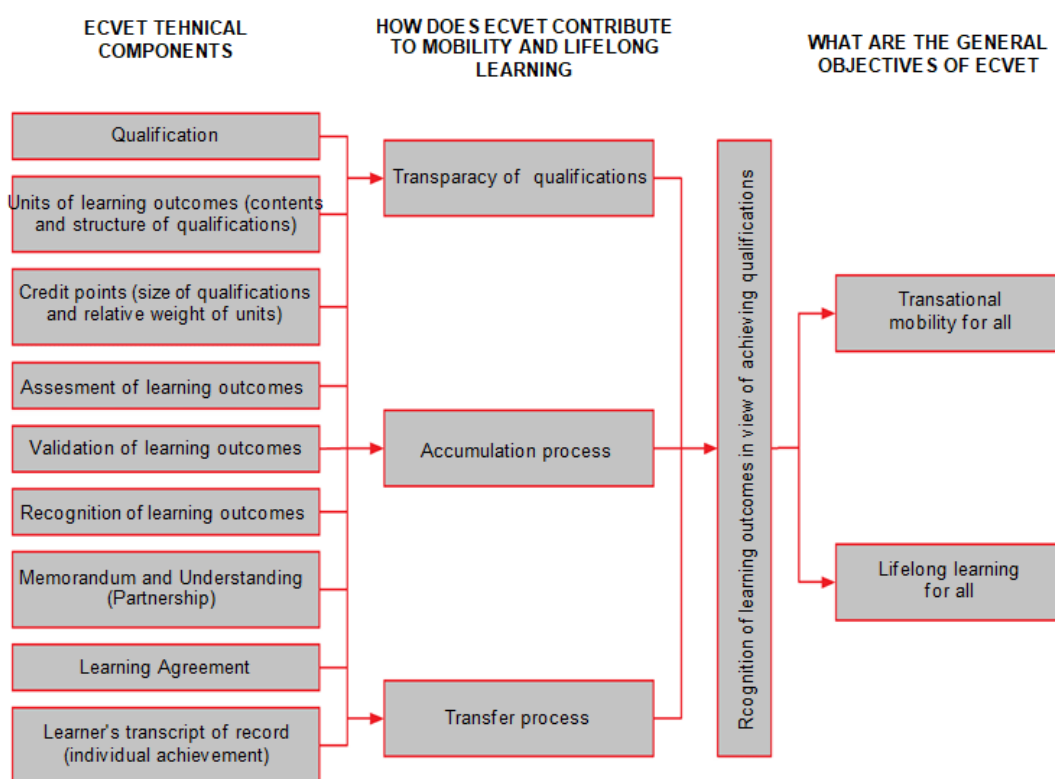 ECVET TEHNICAL
COMPONENTS
HOW DOES ECVET CONTRIBUTE
TO MOBILITY AND LIFELONG
LEARNING
WHAT ARE THE GENERAL
OBJECTIVES OF ECVET
Qualification
Units of learning outcomes (contents
and structure of qualifications)
Credit points (size of qualifications
and relative weight of units)
Assesment of learning outcomes
Validation of learning outcomes
Recognition of learning outcomes
Memorandum and Understanding
(Partnership)
Learning Agreement
Learner's transcript of record
(individual achievement)
Transparacy of qualifications
Accumulation process
Transfer process
Rcognition of learning outcomes in view of achieving qualifications
Transational
mobility for all
Lifelong learning
for all